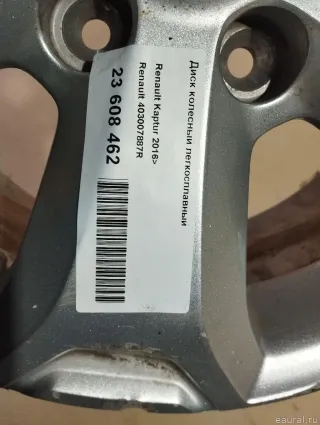 Диск колесный легкосплавный
Renault Kaptur 2016>
Renault 403007887R
23 608 462
eaural.ru